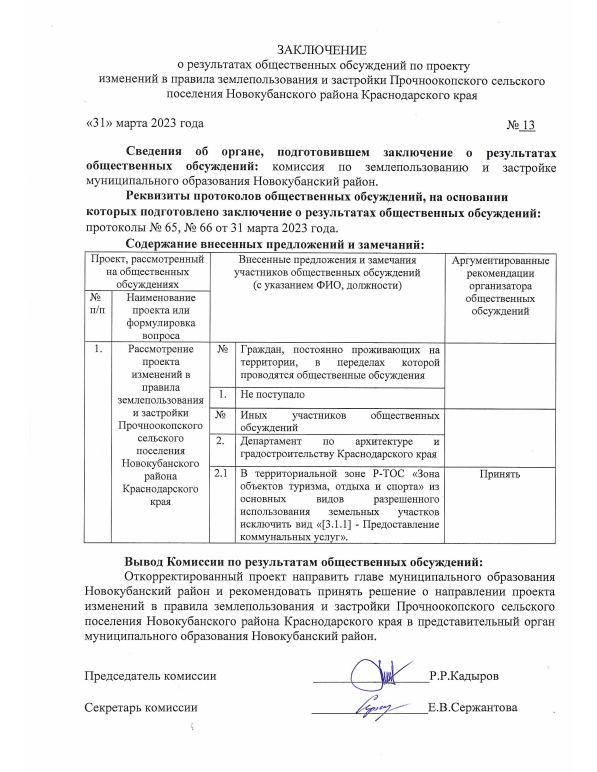 ЗАКЛЮЧЕНИЕ
о результатах общественных обсуждений по проекту
изменений в правила землепользования и застройки Прочноокопского сельского
поселения Новокубанского района Краснодарского края
«31» марта 2023 года
№ 13
Сведения об органе, подготовившем заключение о результатах
общественных обсуждений: комиссия по землепользованию и застройке
муниципального образования Новокубанский район.
Реквизиты протоколов общественных обсуждений, на основании
которых подготовлено заключение о результатах общественных обсуждений:
протоколы № 65, № 66 от 31 марта 2023 года.
Содержание внесенных предложений и замечаний:
Проект, рассмотренный
на общественных
обсуждениях
Внесенные предложения и замечания
участников общественных обсуждений
(с указанием ФИО, должности)
Аргументированные
рекомендации
организатора
общественных
обсуждений
№
п/п
Наименование
проекта или
формулировка
вопроса
1.
Рассмотрение
проекта
изменений в
правила
землепользования
и застройки
Прочноокопского
сельского
поселения
Новокубанского
района
Краснодарского
края
№
Граждан, постоянно проживающих на
территории, в пределах которой
проводятся общественные обсуждения
1.
Не поступало
№
Иных участников общественных
обсуждений
2.
Департамент по архитектуре и
градостроительству Краснодарского края
2.1
В территориальной зоне Р-ТОС «Зона
объектов туризма, отдыха и спорта» из
основных видов разрешенного
использования земельных участков
исключить вид «[3.1.1] - Предоставление
коммунальных услуг».
Принять
Вывод Комиссии по результатам общественных обсуждений:
Откорректированный проект направить главе муниципального образования
Новокубанский район и рекомендовать принять решение о направлении проекта
изменений в правила землепользования и застройки Прочноокопского сельского
поселения Новокубанского района Краснодарского края в представительный орган
муниципального образования Новокубанский район.
Председатель комиссии
Р.Р.Кадыров
Секретарь комиссии
Е.В.Сержантова